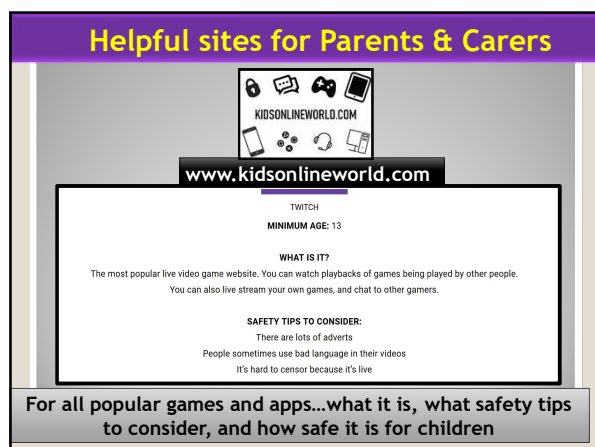 Helpful sites for Parents & Carers
KIDSONLINEWORLD.COM
www.kidsonlineworld.com
TWITCH
MINIMUM AGE: 13
WHAT IS IT?
The most popular live video game website. You can watch playbacks of games being played by other people.
You can also live stream your own games, and chat to other gamers.
SAFETY TIPS TO CONSIDER:
There are lots of adverts
People sometimes use bad language in their videos
It's hard to censor because it's live
For all popular games and apps...what it is, what safety tips
to consider, and how safe it is for children